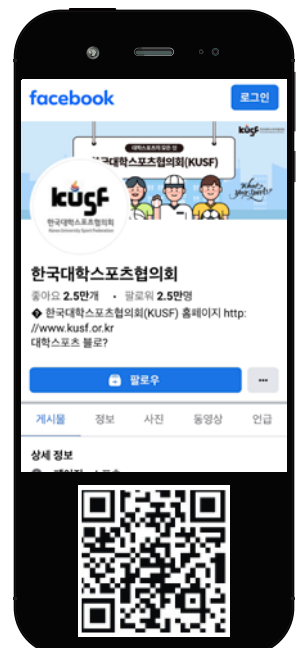 facebook
로그인
kusf
대학스포츠의 모든 것
한국대학스포츠협의회(KUSF)
What's your Sport?
kusf
한국대학스포츠협의회
Korea University Sport Federation
한국대학스포츠협의회
좋아요 2.5만개 • 팔로워 2.5만명
� 한국대학스포츠협의회(KUSF) 홈페이지 http:
//www.kusf.or.kr
대학스포츠 블로?
팔로우
게시물 정보 사진 동영상 언급
상세 정보